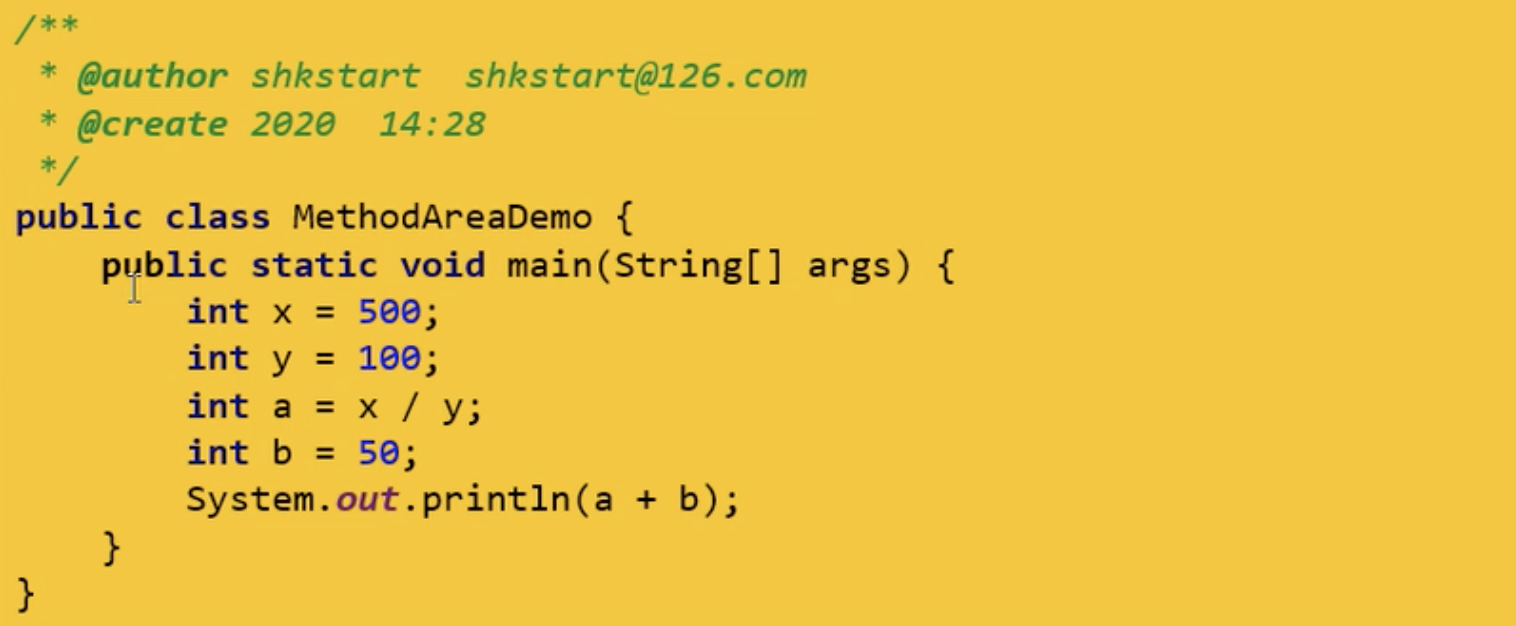 /**
 * @author shkstart  shkstart@126.com
 * @create 2020  14:28
 */
public class MethodAreaDemo {
    public static void main(String[] args) {
        int x = 500;
        int y = 100;
        int a = x / y;
        int b = 50;
        System.out.println(a + b);
    }
}